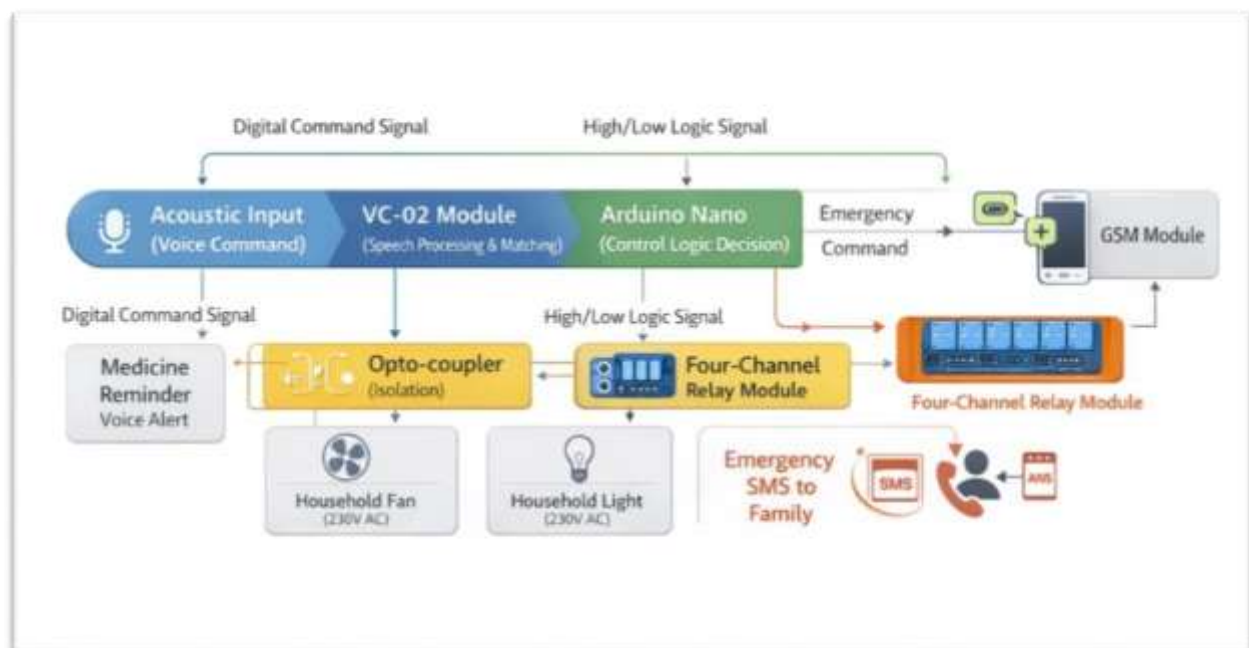 Digital Command Signal
High/Low Logic Signal
Acoustic Input
(Voice Command)
VC-02 Module
(Speech Processing & Matching)
Arduino Nano
(Control Logic Decision)
Emergency
Command
GSM Module
Digital Command Signal
High/Low Logic Signal
Medicine
Reminder
Voice Alert
Opto-coupler
(isolation)
Four-Channel
Relay Module
Four-Channel Relay Module
Household Fan
(230V AC)
Household Light
(230V AC)
Emergency
SMS to
Family
SMS